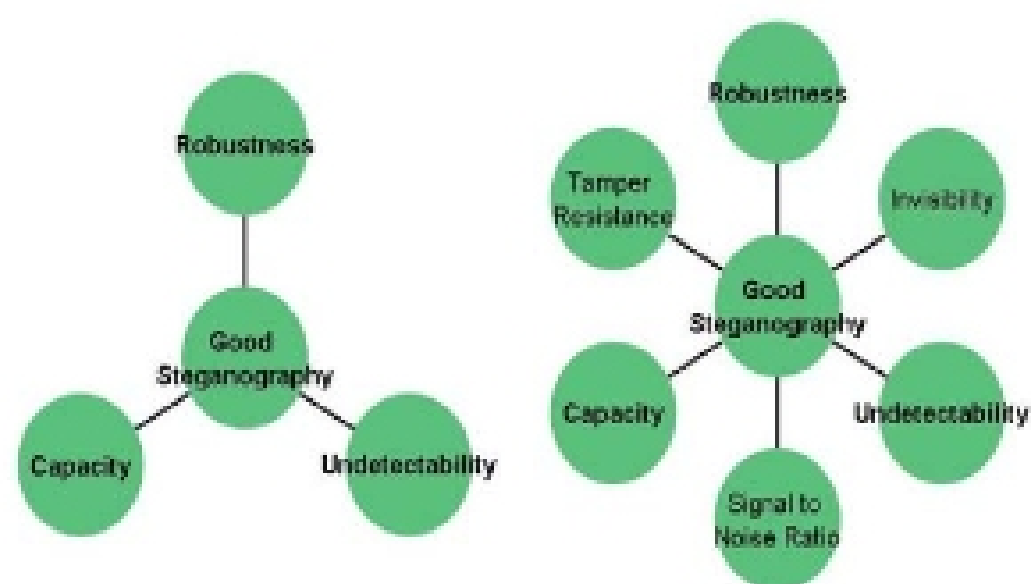 Robustness
Good
Steganography
Capacity
Undetectability
Robustness
Tamper
Resistance
Invisibility
Good
Steganography
Capacity
Undetectability
Signal to
Noise Ratio